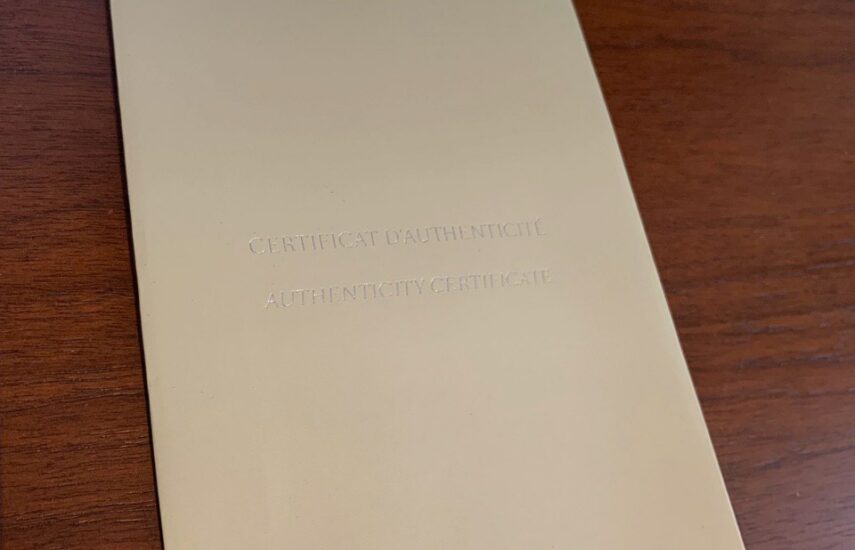 CERTIFICAT D'AUTHENTICITÉ
AUTHENTICITY CERTIFICATE